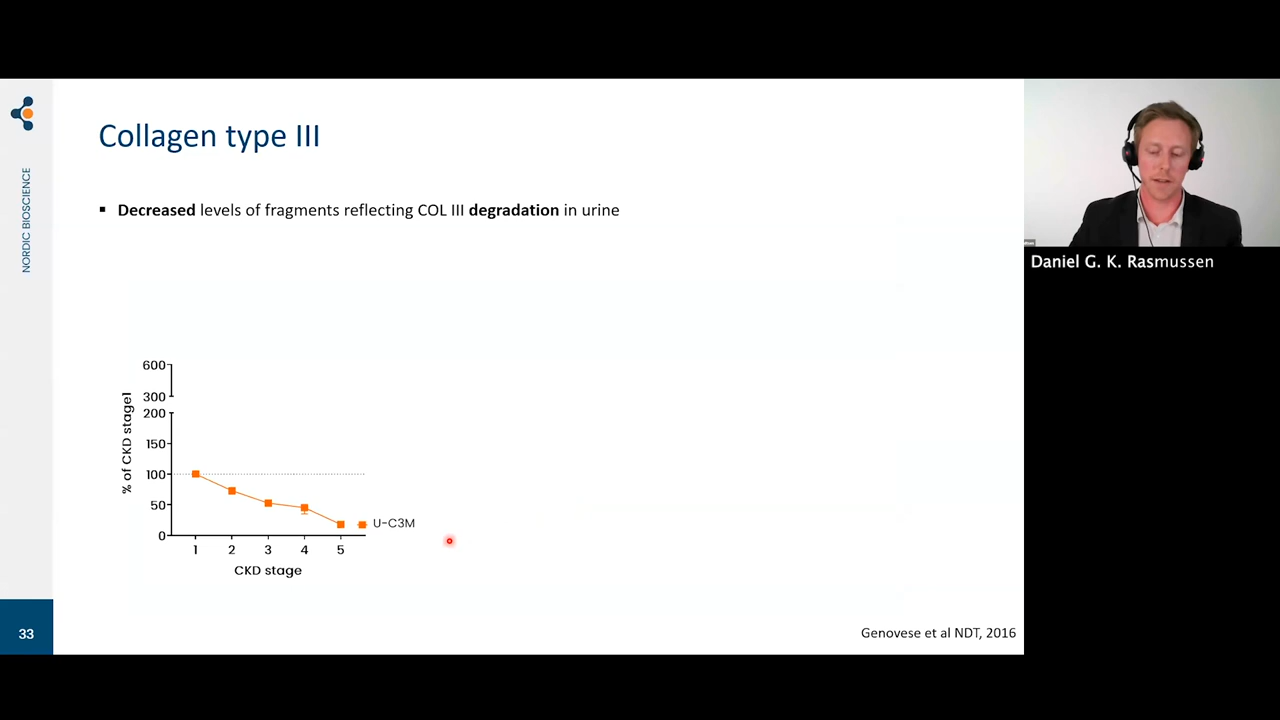 Collagen type III
▪ Decreased levels of fragments reflecting COL III degradation in urine
NORDIC BIOSCIENCE
600
300
200
150
100
50
0
% of CKD stage1
1 2 3 4 5
CKD stage
U-C3M
33
Genovese et al NDT, 2016
Daniel G. K. Rasmussen